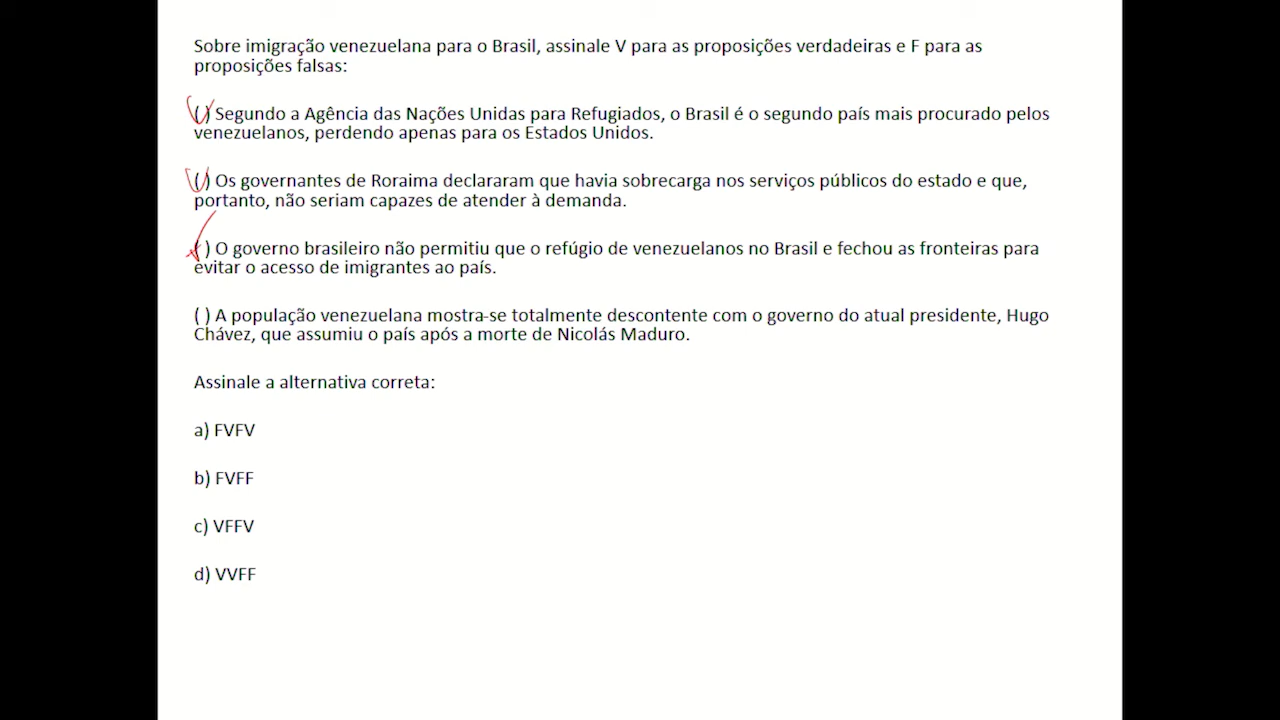 Sobre imigração venezuelana para o Brasil, assinale V para as proposições verdadeiras e F para as
proposições falsas:
(V) Segundo a Agência das Nações Unidas para Refugiados, o Brasil é o segundo país mais procurado pelos
venezuelanos, perdendo apenas para os Estados Unidos.
(V) Os governantes de Roraima declararam que havia sobrecarga nos serviços públicos do estado e que,
portanto, não seriam capazes de atender à demanda.
( ) O governo brasileiro não permitiu que o refúgio de venezuelanos no Brasil e fechou as fronteiras para
evitar o acesso de imigrantes ao país.
( ) A população venezuelana mostra-se totalmente descontente com o governo do atual presidente, Hugo
Chávez, que assumiu o país após a morte de Nicolás Maduro.
Assinale a alternativa correta:
a) FVFV
b) FVFF
c) VFFV
d) VVFF